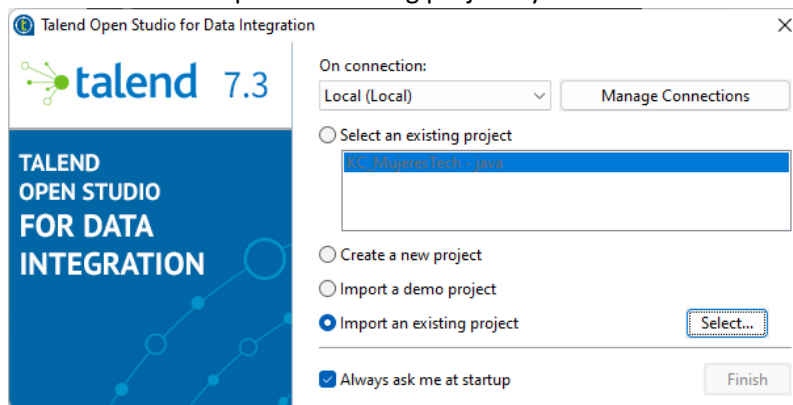 Talend Open Studio for Data Integration
talend 7.3
TALEND
OPEN STUDIO
FOR DATA
INTEGRATION
On connection:
Local (Local)
Manage Connections
Select an existing project
KC_MujeresTech - java
Create a new project
Import a demo project
Import an existing project
Select...
Always ask me at startup
Finish